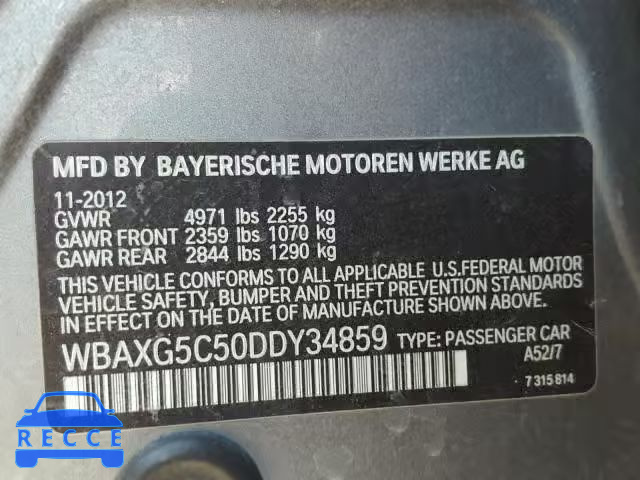 MFD BY BAYERISCHE MOTOREN WERKE AG
11-2012
GVWR 4971 lbs 2255 kg
GAWR FRONT 2359 lbs 1070 kg
GAWR REAR 2844 lbs 1290 kg
THIS VEHICLE CONFORMS TO ALL APPLICABLE U.S.FEDERAL MOTOR
VEHICLE SAFETY, BUMPER AND THEFT PREVENTION STANDARDS
IN EFFECT ON THE DATE OF MANUFACTURE SHOWN ABOVE.
WBAXG5C50DDY34859 TYPE: PASSENGER CAR
A52/7
7 315 814
RECCE